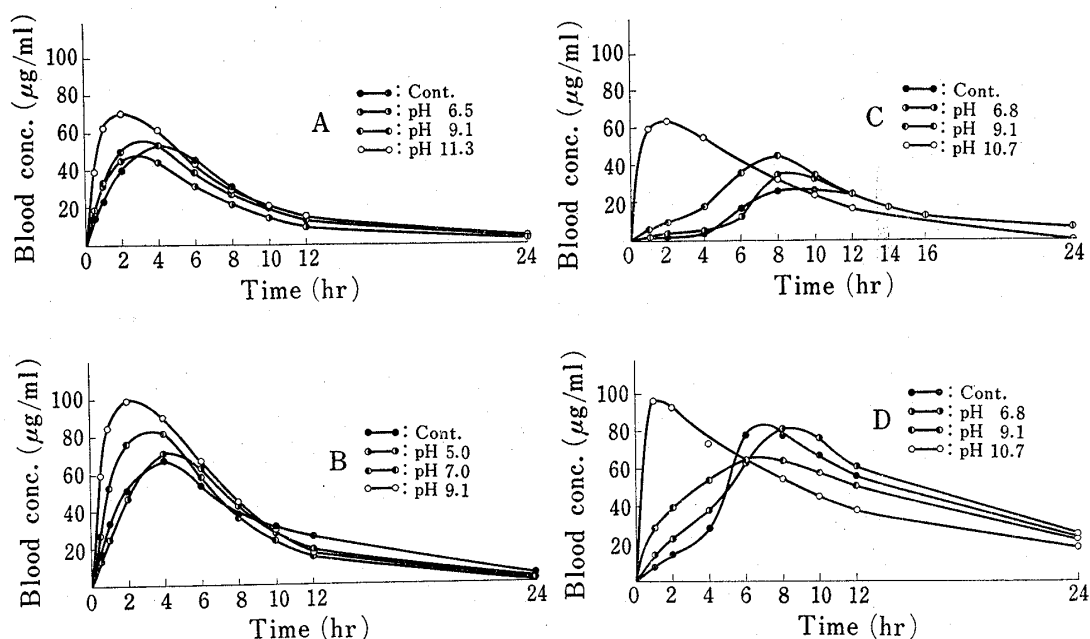 Blood conc. (μg/ml)
100
80
60
40
20
A
: Cont.
: pH 6.5
: pH 9.1
: pH 11.3
0 2 4 6 8 10 12 24
Time (hr)
Blood conc. (μg/ml)
100
80
60
40
20
C
: Cont.
: pH 6.8
: pH 9.1
: pH 10.7
0 2 4 6 8 10 12 14 16 24
Time (hr)
Blood conc. (μg/ml)
100
80
60
40
20
B
: Cont.
: pH 5.0
: pH 7.0
: pH 9.1
0 2 4 6 8 10 12 24
Time (hr)
Blood conc. (μg/ml)
100
80
60
40
20
D
: Cont.
: pH 6.8
: pH 9.1
: pH 10.7
0 2 4 6 8 10 12 24
Time (hr)